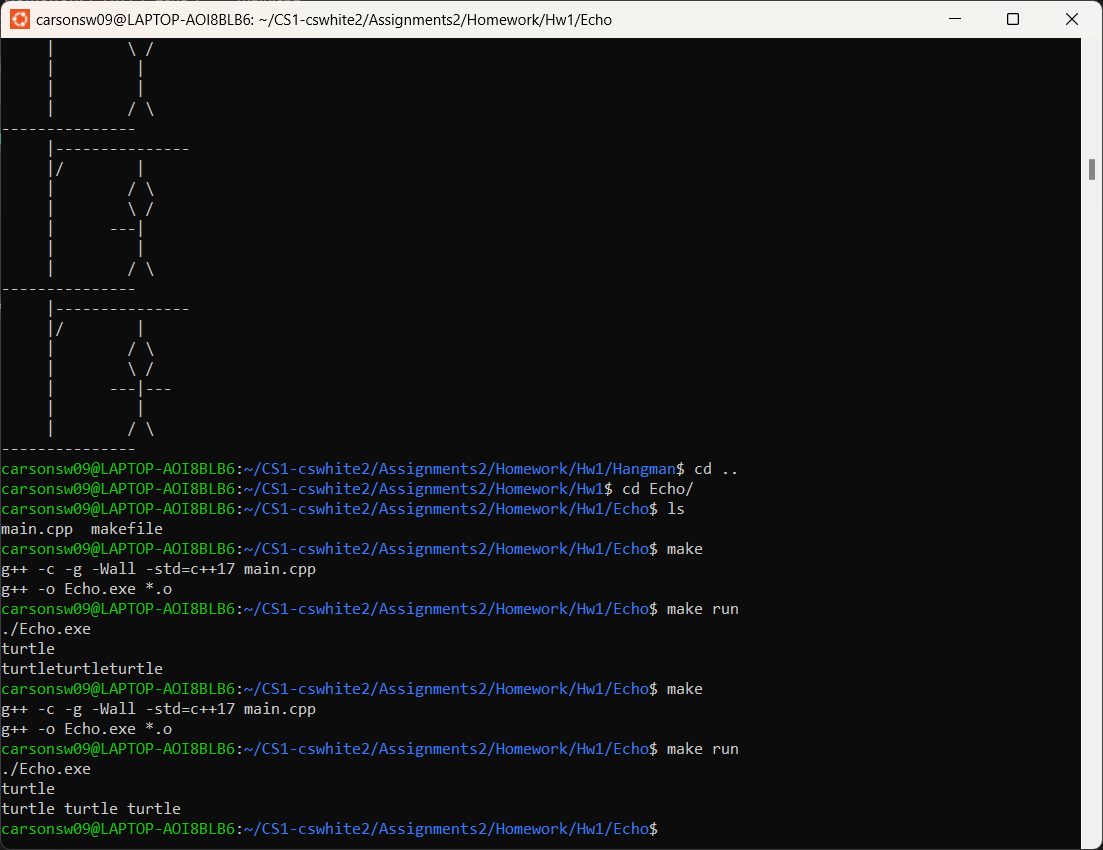 carsonsw09@LAPTOP-AOI8BLB6: ~/CS1-cswhite2/Assignments2/Homework/Hw1/Echo
     |        \ /
     |         |
     |         |
     |        / \
---------------
     |---------------
     |/        |
     |        / \
     |        \ /
     |      ---|
     |         |
     |        / \
---------------
     |---------------
     |/        |
     |        / \
     |        \ /
     |      ---|---
     |         |
     |        / \
---------------
carsonsw09@LAPTOP-AOI8BLB6:~/CS1-cswhite2/Assignments2/Homework/Hw1/Hangman$ cd ..
carsonsw09@LAPTOP-AOI8BLB6:~/CS1-cswhite2/Assignments2/Homework/Hw1$ cd Echo/
carsonsw09@LAPTOP-AOI8BLB6:~/CS1-cswhite2/Assignments2/Homework/Hw1/Echo$ ls
main.cpp  makefile
carsonsw09@LAPTOP-AOI8BLB6:~/CS1-cswhite2/Assignments2/Homework/Hw1/Echo$ make
g++ -c -g -Wall -std=c++17 main.cpp
g++ -o Echo.exe *.o
carsonsw09@LAPTOP-AOI8BLB6:~/CS1-cswhite2/Assignments2/Homework/Hw1/Echo$ make run
./Echo.exe
turtle
turtleturtleturtle
carsonsw09@LAPTOP-AOI8BLB6:~/CS1-cswhite2/Assignments2/Homework/Hw1/Echo$ make
g++ -c -g -Wall -std=c++17 main.cpp
g++ -o Echo.exe *.o
carsonsw09@LAPTOP-AOI8BLB6:~/CS1-cswhite2/Assignments2/Homework/Hw1/Echo$ make run
./Echo.exe
turtle
turtle turtle turtle
carsonsw09@LAPTOP-AOI8BLB6:~/CS1-cswhite2/Assignments2/Homework/Hw1/Echo$